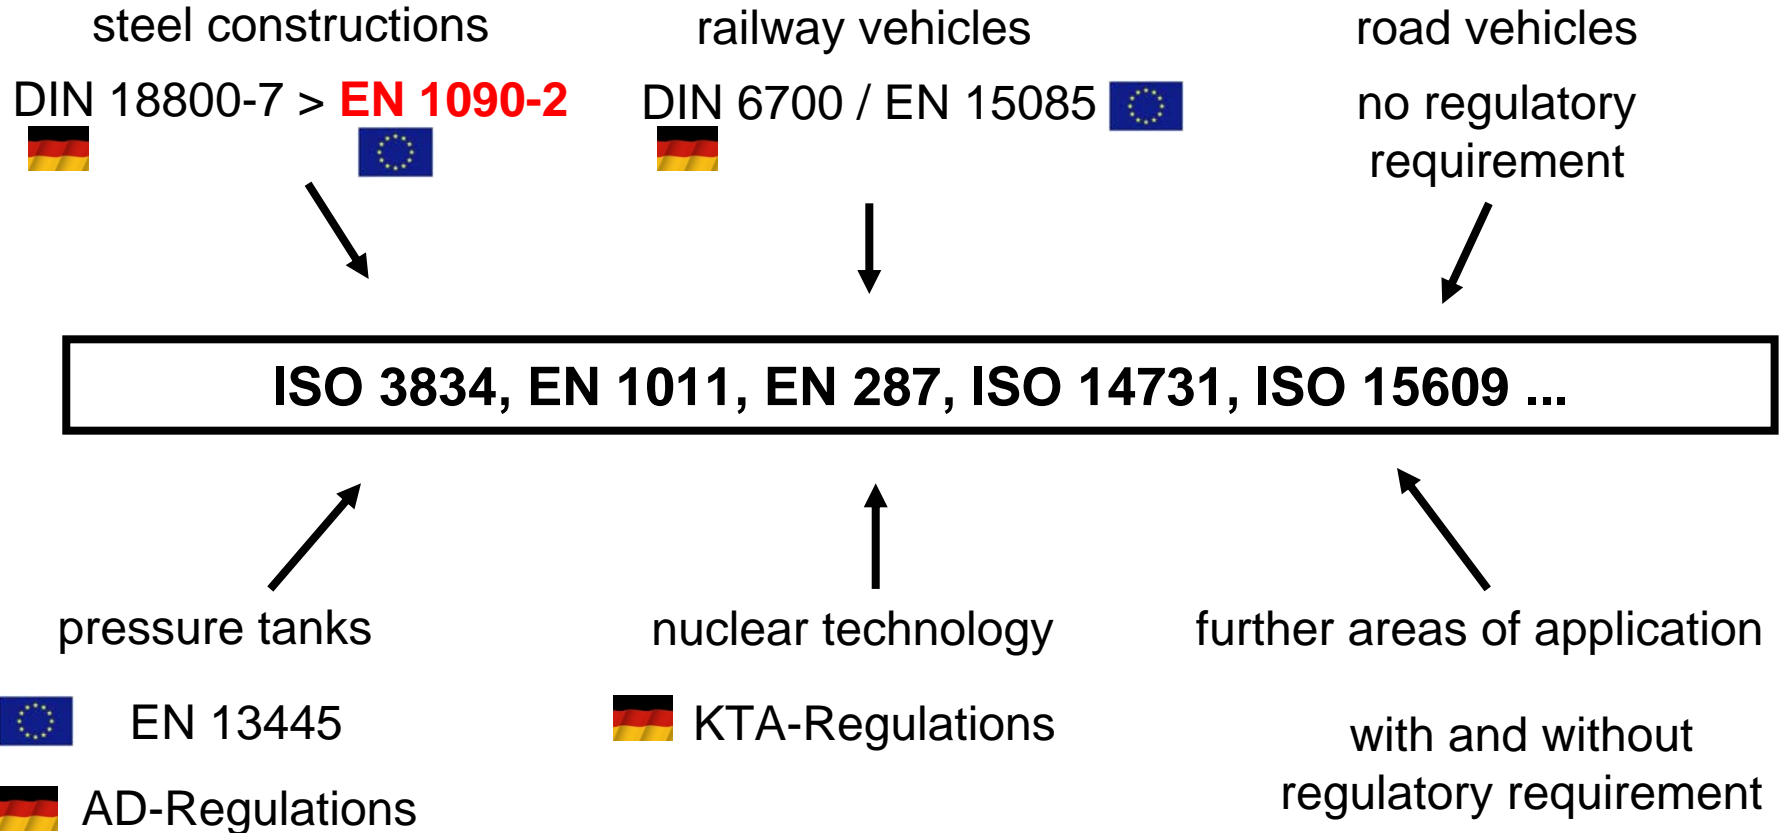 steel constructions
DIN 18800-7 > EN 1090-2
railway vehicles
DIN 6700 / EN 15085
road vehicles
no regulatory
requirement
ISO 3834, EN 1011, EN 287, ISO 14731, ISO 15609 ...
pressure tanks
EN 13445
AD-Regulations
nuclear technology
KTA-Regulations
further areas of application
with and without
regulatory requirement